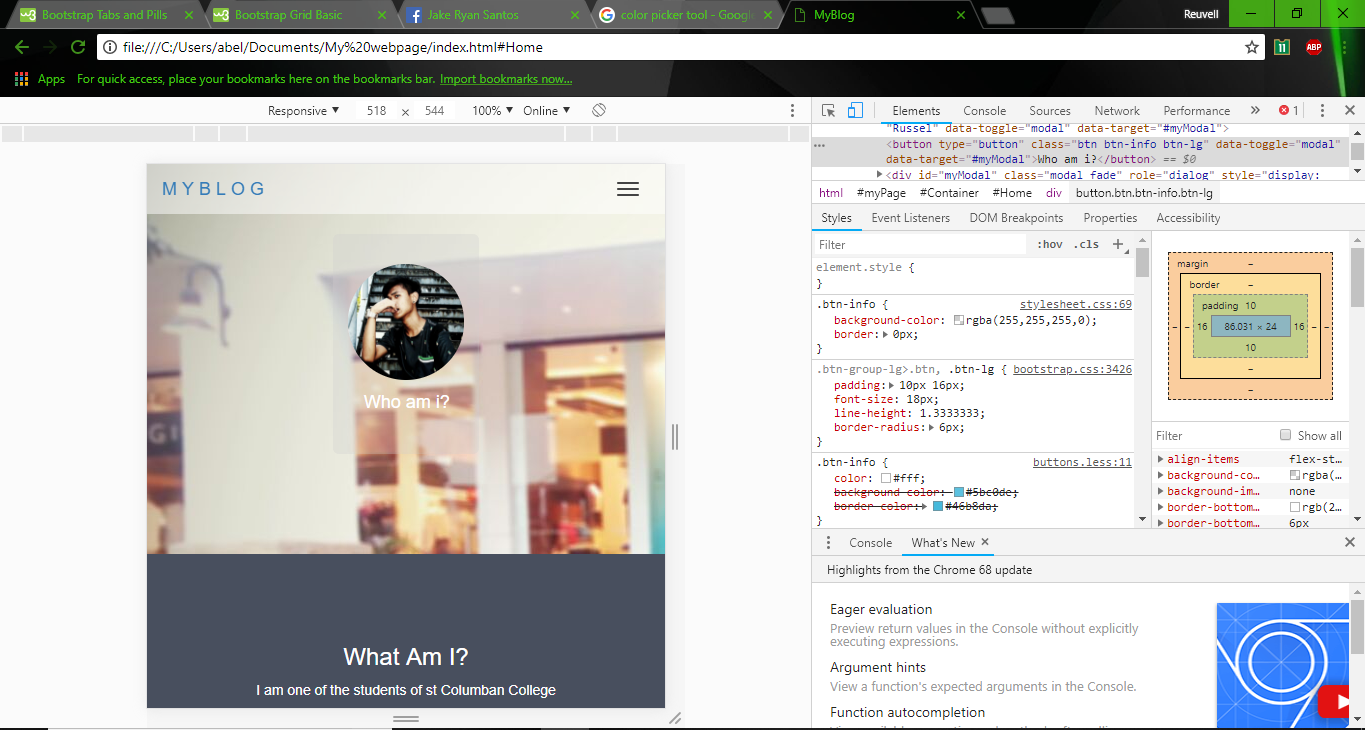 Bootstrap Tabs and Pills
Bootstrap Grid Basic
Jake Ryan Santos
color picker tool - Googl
MyBlog
Reuvell
file:///C:/Users/abel/Documents/My%20webpage/index.html#Home
11
ABP
Apps For quick access, place your bookmarks here on the bookmarks bar. Import bookmarks now...
Responsive ▼ 518 × 544 100% ▼ Online ▼
MYBLOG
Who am i?
What Am I?
I am one of the students of st Columban College
Elements Console Sources Network Performance » 1
"Russel" data-toggle="modal" data-target="#myModal">
<button type="button" class="btn btn-info btn-lg" data-toggle="modal"
data-target="#myModal">Who am i?</button> == $0
<div id="myModal" class="modal fade" role="dialog" style="display:
html #myPage #Container #Home div button.btn.btn-info.btn-lg
Styles Event Listeners DOM Breakpoints Properties Accessibility
Filter :hov .cls +
element.style {
}
.btn-info { stylesheet.css:69
background-color: rgba(255,255,255,0);
border: 0px;
}
.btn-group-lg>.btn, .btn-lg { bootstrap.css:3426
padding: 10px 16px;
font-size: 18px;
line-height: 1.3333333;
border-radius: 6px;
}
.btn-info { buttons.less:11
color: #fff;
background-color: #5bc0de;
border-color: #46b8da;
}
margin –
border –
padding 10
– – 16 86.031 × 24 16 – –
10
–
–
Filter Show all
align-items flex-st…
background-co… rgba(…
background-im… none
border-bottom… rgb(2…
border-bottom… 6px
Console What's New ×
Highlights from the Chrome 68 update
Eager evaluation
Preview return values in the Console without explicitly
executing expressions.
Argument hints
View a function's expected arguments in the Console.
Function autocompletion